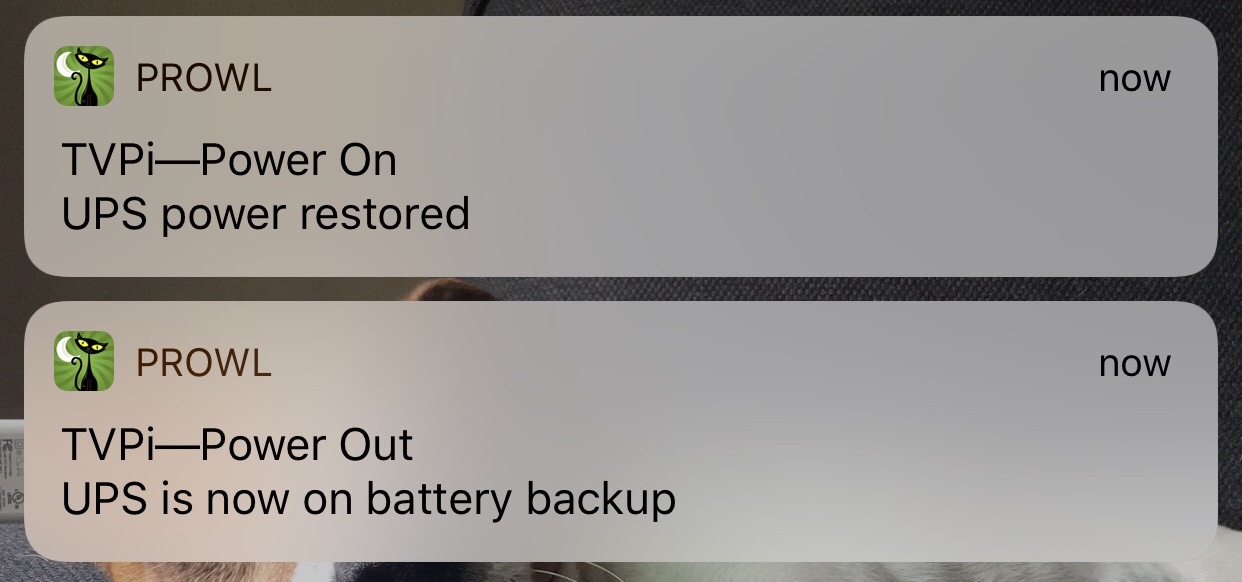 PROWL
now
TVPi—Power On
UPS power restored
PROWL
now
TVPi—Power Out
UPS is now on battery backup